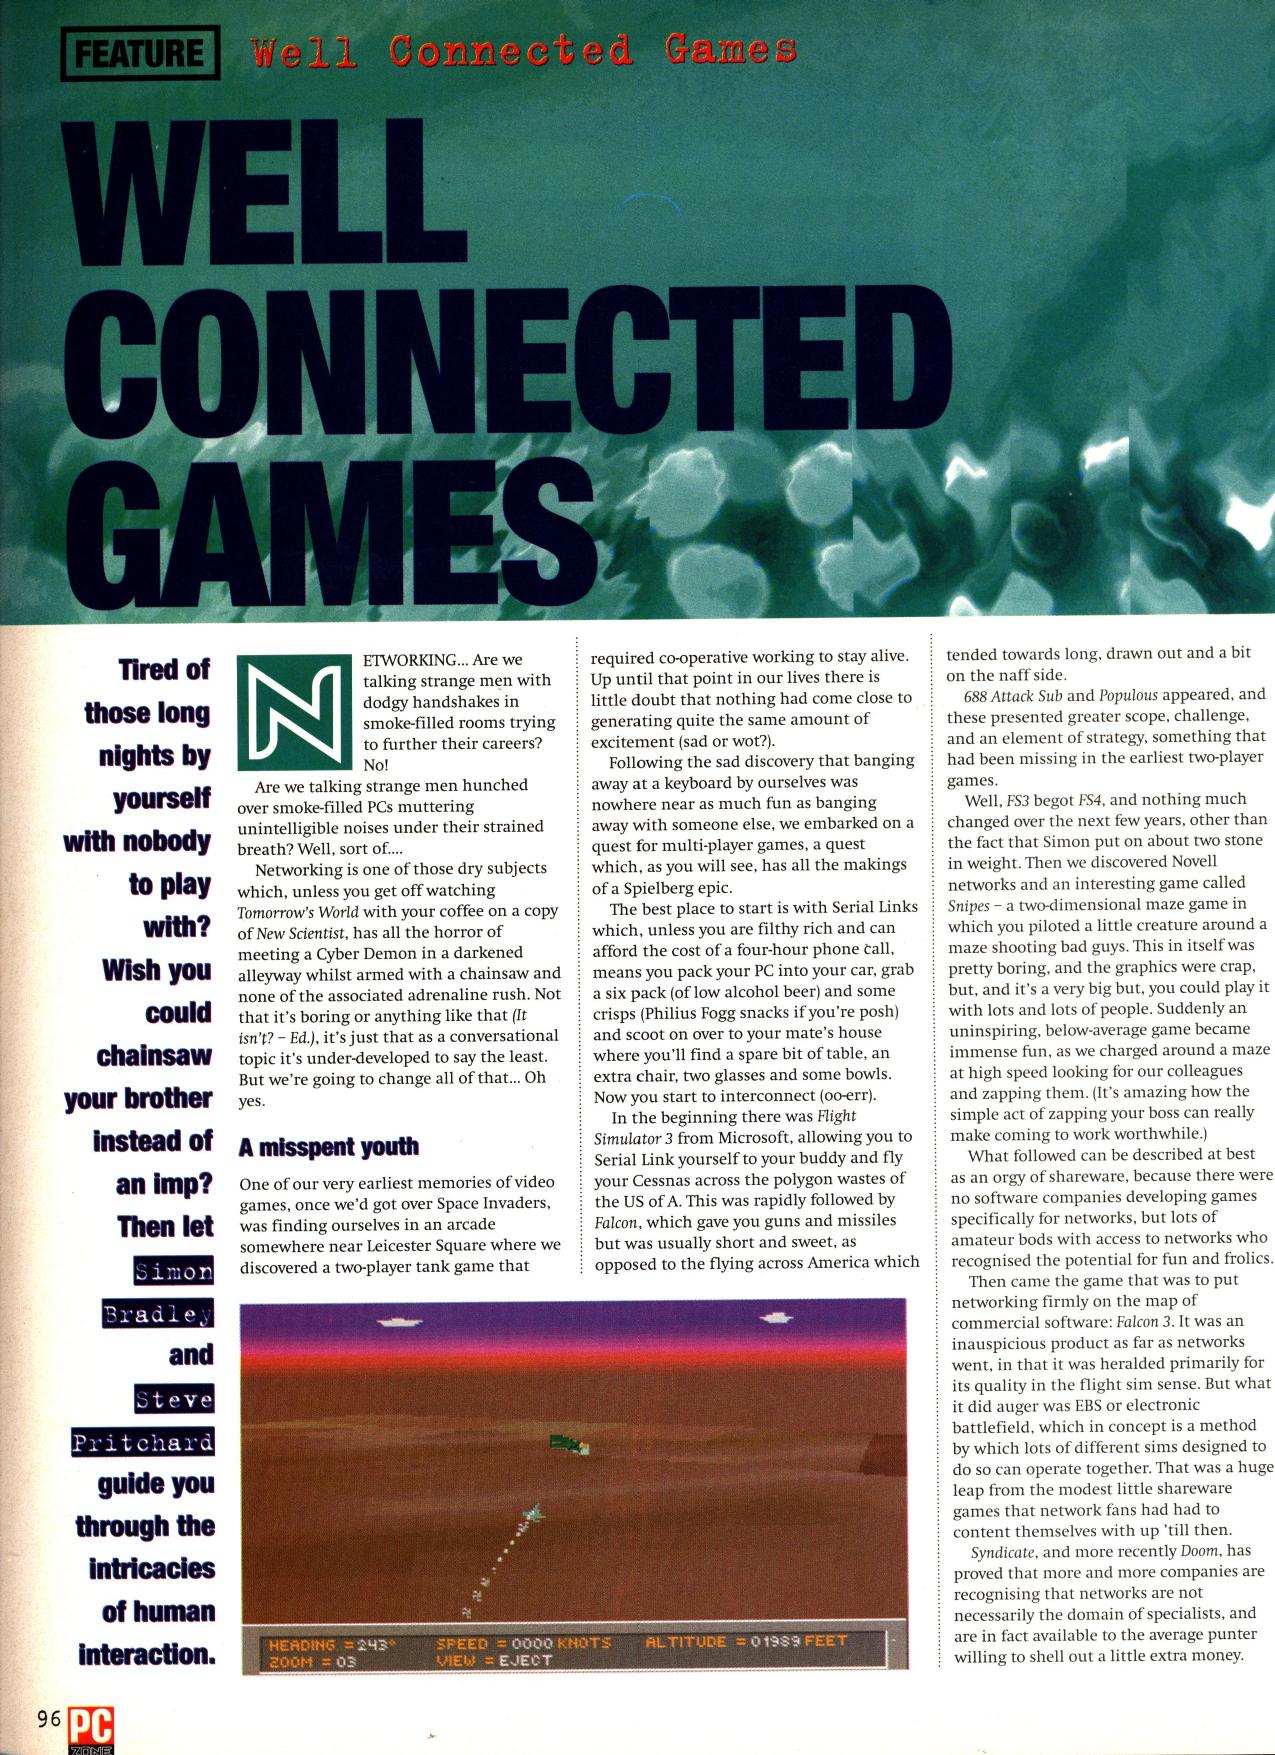 FEATURE
Well Connected Games
WELL
CONNECTED
GAMES
Tired of
those long
nights by
yourself
with nobody
to play
with?
Wish you
could
chainsaw
your brother
instead of
an imp?
Then let
Simon
Bradley
and
Steve
Pritchard
guide you
through the
intricacies
of human
interaction.
NETWORKING... Are we
talking strange men with
dodgy handshakes in
smoke-filled rooms trying
to further their careers?
No!
Are we talking strange men hunched
over smoke-filled PCs muttering
unintelligible noises under their strained
breath? Well, sort of....
Networking is one of those dry subjects
which, unless you get off watching
Tomorrow's World with your coffee on a copy
of New Scientist, has all the horror of
meeting a Cyber Demon in a darkened
alleyway whilst armed with a chainsaw and
none of the associated adrenaline rush. Not
that it's boring or anything like that (It
isn't? – Ed.), it's just that as a conversational
topic it's under-developed to say the least.
But we're going to change all of that... Oh
yes.
A misspent youth
One of our very earliest memories of video
games, once we'd got over Space Invaders,
was finding ourselves in an arcade
somewhere near Leicester Square where we
discovered a two-player tank game that
required co-operative working to stay alive.
Up until that point in our lives there is
little doubt that nothing had come close to
generating quite the same amount of
excitement (sad or wot?).
Following the sad discovery that banging
away at a keyboard by ourselves was
nowhere near as much fun as banging
away with someone else, we embarked on a
quest for multi-player games, a quest
which, as you will see, has all the makings
of a Spielberg epic.
The best place to start is with Serial Links
which, unless you are filthy rich and can
afford the cost of a four-hour phone call,
means you pack your PC into your car, grab
a six pack (of low alcohol beer) and some
crisps (Philius Fogg snacks if you're posh)
and scoot on over to your mate's house
where you'll find a spare bit of table, an
extra chair, two glasses and some bowls.
Now you start to interconnect (oo-err).
In the beginning there was Flight
Simulator 3 from Microsoft, allowing you to
Serial Link yourself to your buddy and fly
your Cessnas across the polygon wastes of
the US of A. This was rapidly followed by
Falcon, which gave you guns and missiles
but was usually short and sweet, as
opposed to the flying across America which
tended towards long, drawn out and a bit
on the naff side.
688 Attack Sub and Populous appeared, and
these presented greater scope, challenge,
and an element of strategy, something that
had been missing in the earliest two-player
games.
Well, FS3 begot FS4, and nothing much
changed over the next few years, other than
the fact that Simon put on about two stone
in weight. Then we discovered Novell
networks and an interesting game called
Snipes – a two-dimensional maze game in
which you piloted a little creature around a
maze shooting bad guys. This in itself was
pretty boring, and the graphics were crap,
but, and it's a very big but, you could play it
with lots and lots of people. Suddenly an
uninspiring, below-average game became
immense fun, as we charged around a maze
at high speed looking for our colleagues
and zapping them. (It's amazing how the
simple act of zapping your boss can really
make coming to work worthwhile.)
What followed can be described at best
as an orgy of shareware, because there were
no software companies developing games
specifically for networks, but lots of
amateur bods with access to networks who
recognised the potential for fun and frolics.
Then came the game that was to put
networking firmly on the map of
commercial software: Falcon 3. It was an
inauspicious product as far as networks
went, in that it was heralded primarily for
its quality in the flight sim sense. But what
it did auger was EBS or electronic
battlefield, which in concept is a method
by which lots of different sims designed to
do so can operate together. That was a huge
leap from the modest little shareware
games that network fans had had to
content themselves with up 'till then.
Syndicate, and more recently Doom, has
proved that more and more companies are
recognising that networks are not
necessarily the domain of specialists, and
are in fact available to the average punter
willing to shell out a little extra money.
HEADING =243° SPEED = 0000 KNOTS ALTITUDE = 01989 FEET
ZOOM = 03 VIEW = EJECT
96 PC
ZONE